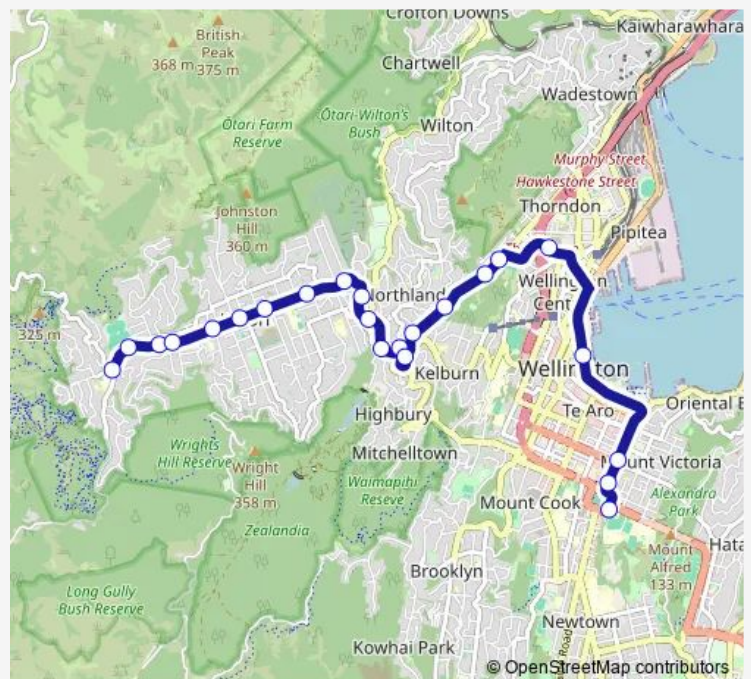 Crofton Downs
British
Peak
375 m
368 m
Kaiwharawhara
Chartwell
Wadestown
Ōtari-Wilton's
Bush
Ōtari Farm
Reserve
Wilton
Murphy Street
Hawkestone Street
Johnston
Hill
360 m
Thorndon
Pipitea
Northland
325 m
Kelburn
Te Aro
Oriental
Highbury
Wrights
Hill Reserve
Wright
Hill
358 m
Mitchelltown
Mount Victoria
Waimapihi
Reseve
Alexandra
Park
Mount Cook
Zealandia
Hata
Mount
Alfred
133 m
Brooklyn
Long Gully
Bush Reserve
Newtown
Road
Kowhai Park
© OpenStreetMap contributors